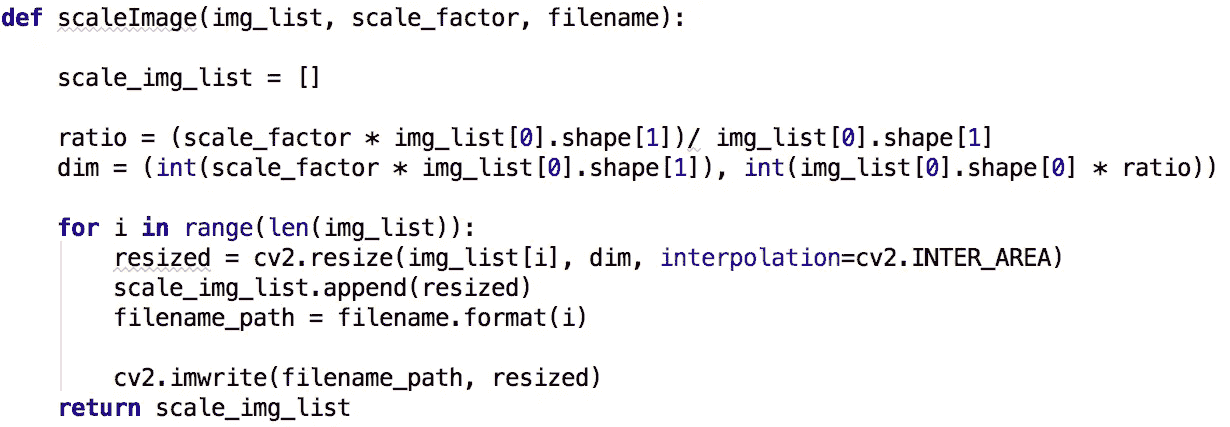 def scaleImage(img_list, scale_factor, filename):
scale_img_list = []
ratio = (scale_factor * img_list[0].shape[1])/ img_list[0].shape[1]
dim = (int(scale_factor * img_list[0].shape[1]), int(img_list[0].shape[0] * ratio))
for i in range(len(img_list)):
resized = cv2.resize(img_list[i], dim, interpolation=cv2.INTER_AREA)
scale_img_list.append(resized)
filename_path = filename.format(i)
cv2.imwrite(filename_path, resized)
return scale_img_list